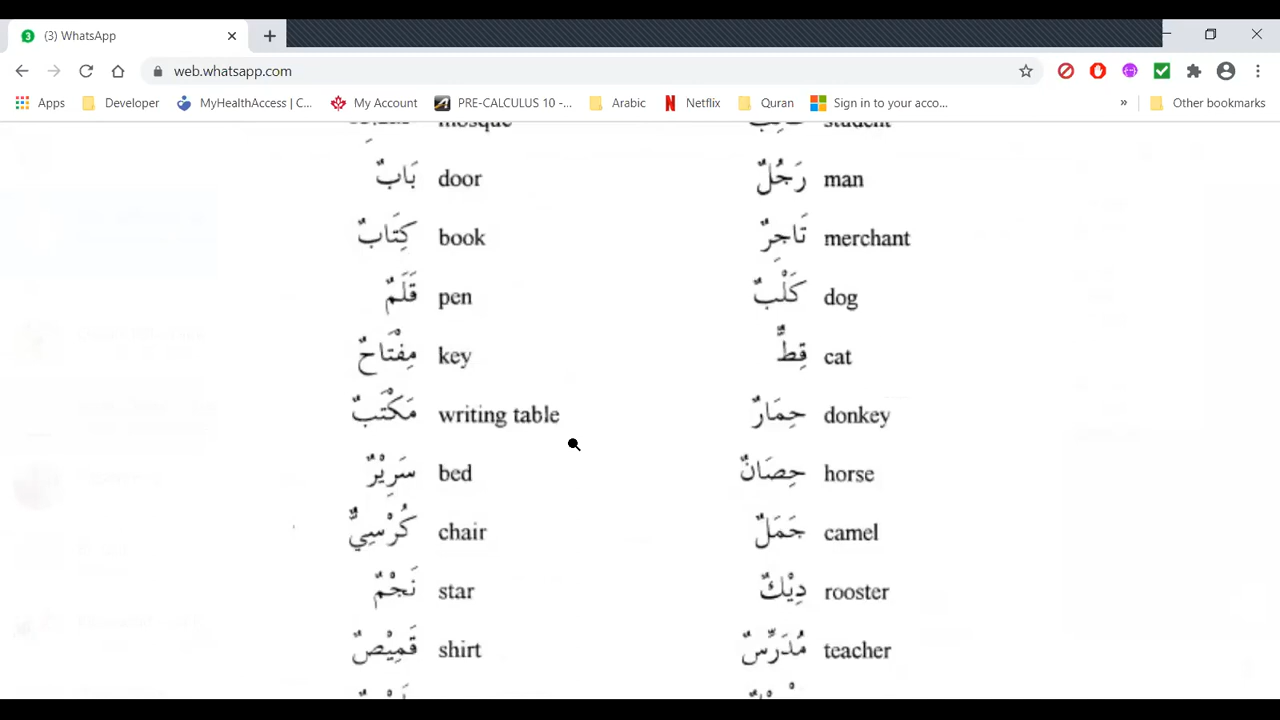 (3) WhatsApp
web.whatsapp.com
Apps Developer MyHealthAccess | C... My Account PRE-CALCULUS 10 -... Arabic Netflix Quran Sign in to your acco... » Other bookmarks
mosque student
بَابٌ door رَجُلٌ man
كِتَابٌ book تَاجِرٌ merchant
قَلَمٌ pen كَلْبٌ dog
مِفْتَاحٌ key قِطٌّ cat
مَكْتَبٌ writing table حِمَارٌ donkey
سَرِيْرٌ bed حِصَانٌ horse
كُرْسِيٌّ chair جَمَلٌ camel
نَجْمٌ star دِيْكٌ rooster
قَمِيْصٌ shirt مُدَرِّسٌ teacher